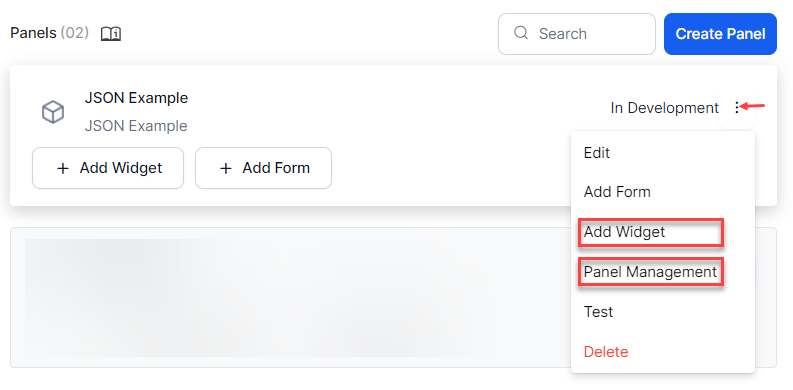 Panels (02)
Search
Create Panel
JSON Example
In Development
JSON Example
+ Add Widget
+ Add Form
Edit
Add Form
Add Widget
Panel Management
Test
Delete